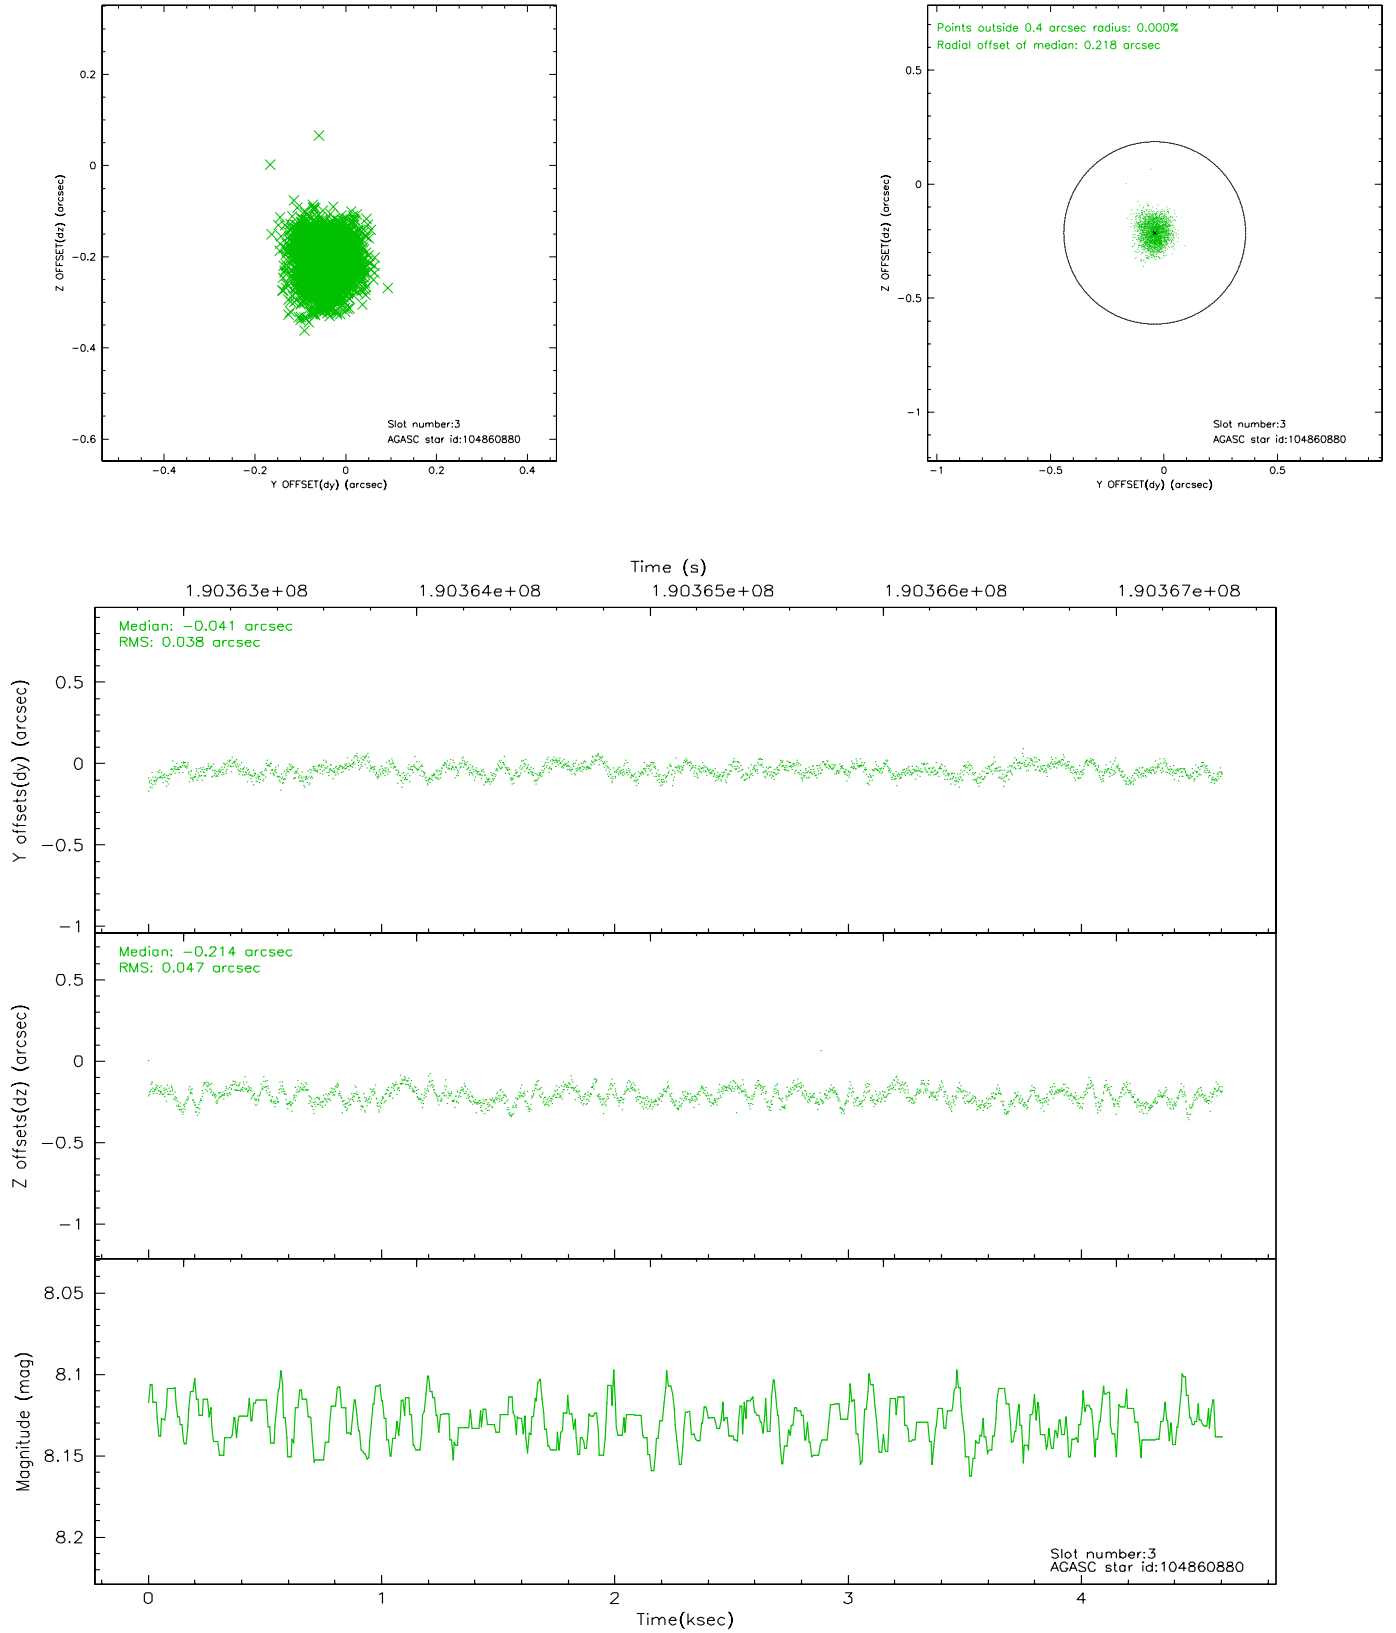 0.2
0
−0.2
−0.4
−0.6
Z OFFSET(dz) (arcsec)
Slot number:3
AGASC star id:104860880
−0.4 −0.2 0 0.2 0.4
Y OFFSET(dy) (arcsec)
Points outside 0.4 arcsec radius: 0.000%
Radial offset of median: 0.218 arcsec
0.5
0
−0.5
−1
Z OFFSET(dz) (arcsec)
Slot number:3
AGASC star id:104860880
−1 −0.5 0 0.5
Y OFFSET(dy) (arcsec)
Time (s)
1.90363e+08 1.90364e+08 1.90365e+08 1.90366e+08 1.90367e+08
Median: −0.041 arcsec
RMS: 0.038 arcsec
0.5
0
−0.5
−1
Y offsets(dy) (arcsec)
Median: −0.214 arcsec
RMS: 0.047 arcsec
0.5
0
−0.5
−1
Z offsets(dz) (arcsec)
8.05
8.1
8.15
8.2
Magnitude (mag)
Slot number:3
AGASC star id:104860880
0 1 2 3 4
Time(ksec)